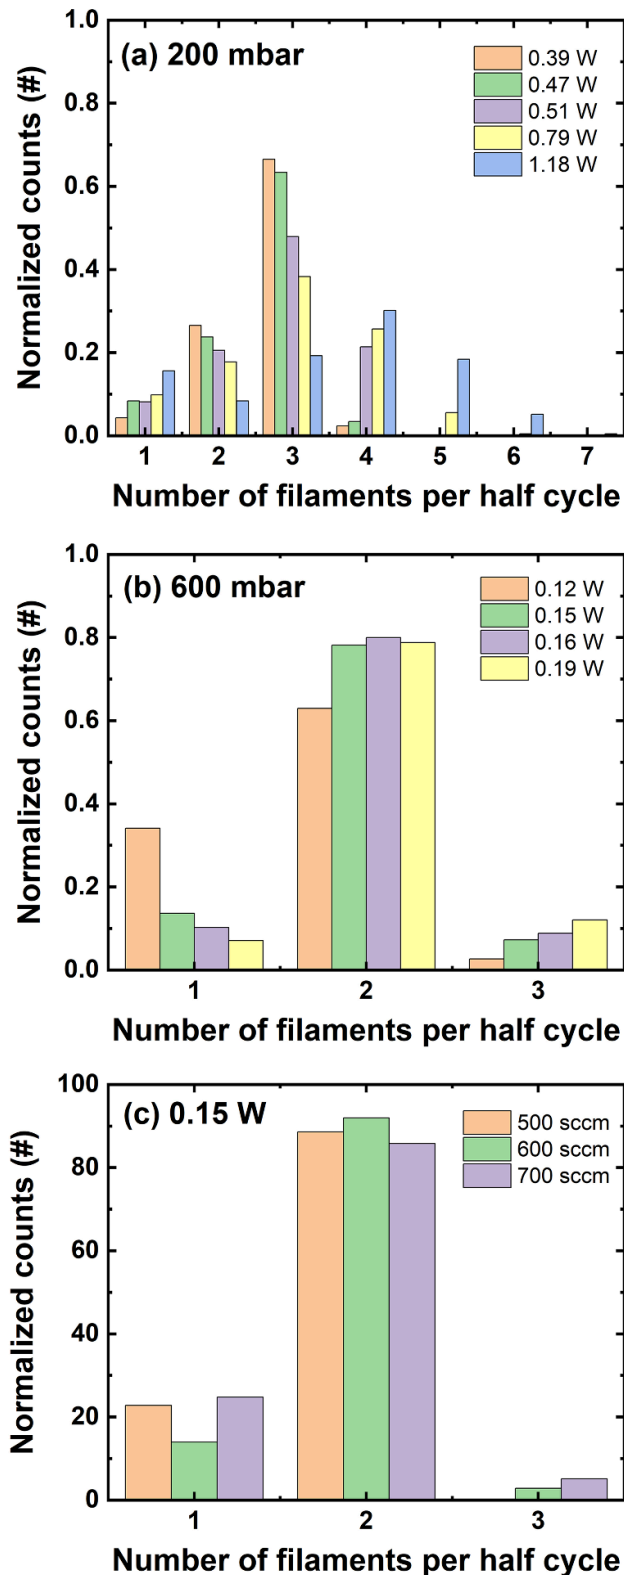 (a) 200 mbar
0.39 W
0.47 W
0.51 W
0.79 W
1.18 W
Normalized counts (#)
1.0
0.8
0.6
0.4
0.2
0.0
1 2 3 4 5 6 7
Number of filaments per half cycle
(b) 600 mbar
0.12 W
0.15 W
0.16 W
0.19 W
Normalized counts (#)
1.0
0.8
0.6
0.4
0.2
0.0
1 2 3
Number of filaments per half cycle
(c) 0.15 W
500 sccm
600 sccm
700 sccm
Normalized counts (#)
100
80
60
40
20
0
1 2 3
Number of filaments per half cycle